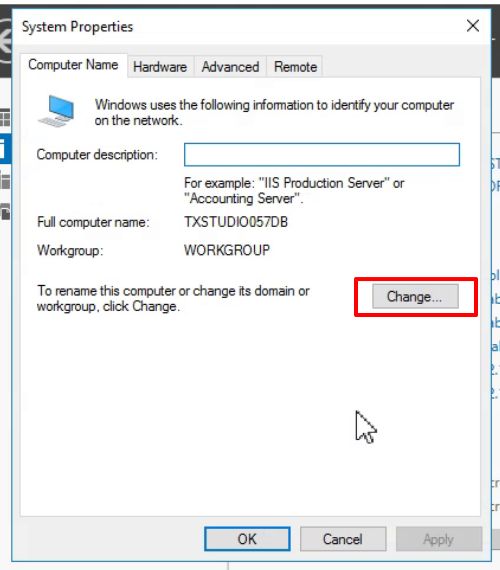 System Properties
Computer Name Hardware Advanced Remote
Windows uses the following information to identify your computer
on the network.
Computer description:
For example: "IIS Production Server" or
"Accounting Server".
Full computer name: TXSTUDIO057DB
Workgroup: WORKGROUP
To rename this computer or change its domain or
workgroup, click Change.
Change...
OK Cancel Apply